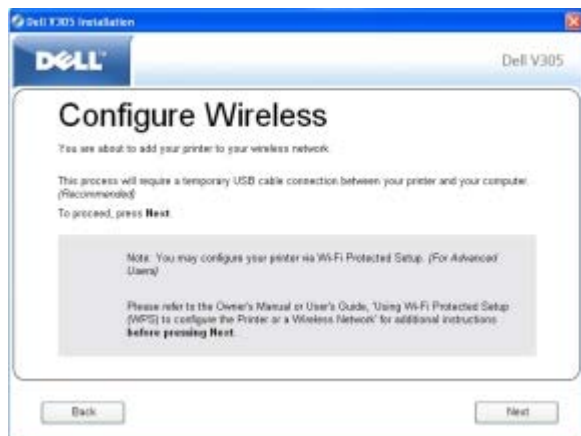 Dell V305 Installation
DELL
Dell V305
Configure Wireless
You are about to add your printer to your wireless network.
This process will require a temporary USB cable connection between your printer and your computer.
(Recommended)
To proceed, press Next.
Note: You may configure your printer via Wi-Fi Protected Setup. (For Advanced
Users)
Please refer to the Owner's Manual or User's Guide, 'Using Wi-Fi Protected Setup
(WPS) to configure the Printer or a Wireless Network' for additional instructions
before pressing Next.
Back
Next